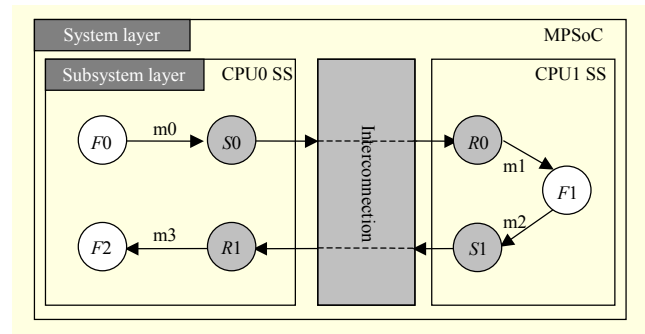 System layer
MPSoC
Subsystem layer
CPU0 SS
CPU1 SS
F0
m0
S0
Interconnection
R0
m1
F1
m2
F2
m3
R1
S1